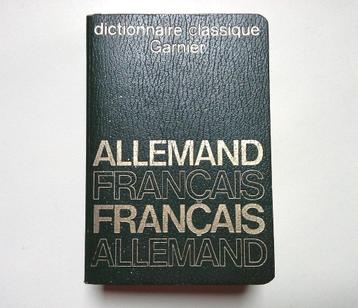 dictionnaire classique
Garnier
ALLEMAND
FRANÇAIS
FRANÇAIS
ALLEMAND